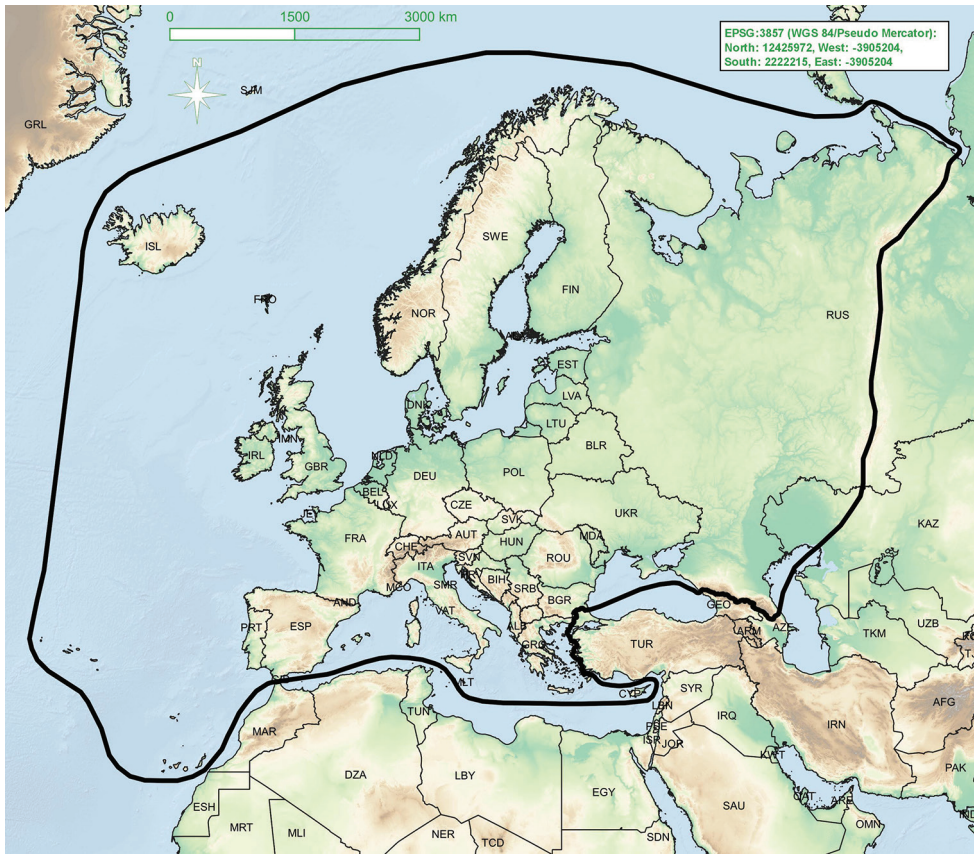 0 1500 3000 km
EPSG:3857 (WGS 84/Pseudo Mercator):
North: 12425972, West: -3905204,
South: 2222215, East: -3905204
N
SJM
GRL
ISL
SWE
FRO
FIN
NOR
RUS
EST
LVA
DNK
LTU
IMN
BLR
IRL
GBR
NLD
DEU
POL
BEL
LUX
CZE
UKR
JEY
SVK
KAZ
FRA
AUT
HUN
MDA
CHE
ROU
SVN
ITA
BIH
MCO
SMR
SRB
AND
BGR
GEO
VAT
UZB
PRT
ESP
ALB
ARM
AZE
TKM
GRC
TUR
MLT
CYP
SYR
AFG
LBN
TUN
IRQ
PSE
IRN
MAR
ISR
JOR
KWT
PAK
DZA
LBY
EGY
QAT
ARE
ESH
SAU
IND
OMN
MRT
MLI
NER
TCD
SDN